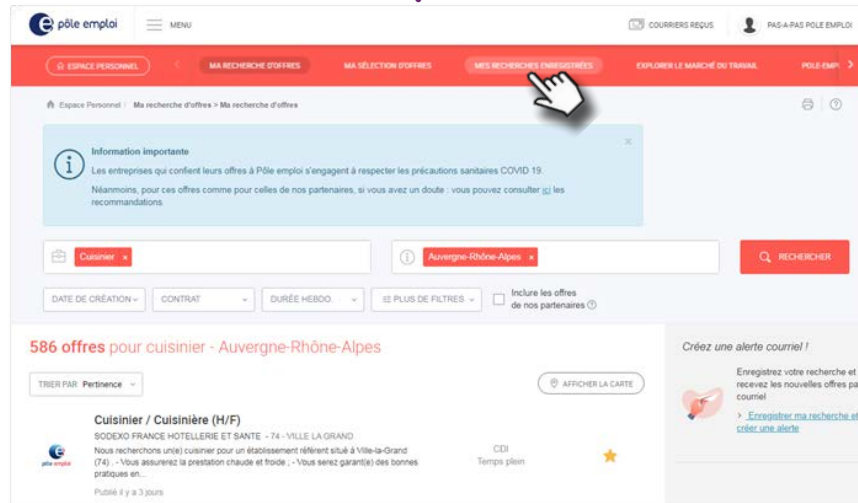 pôle emploi
MENU
COURRIERS REÇUS
PAS-A-PAS POLE EMPLOI
ESPACE PERSONNEL
MA RECHERCHE D'OFFRES
MA SÉLECTION D'OFFRES
MES RECHERCHES ENREGISTRÉES
EXPLORER LE MARCHÉ DU TRAVAIL
POLE-EMPL
Espace Personnel > Ma recherche d'offres > Ma recherche d'offres
Information importante
Les entreprises qui confient leurs offres à Pôle emploi s'engagent à respecter les précautions sanitaires COVID 19.
Néanmoins, pour ces offres comme pour celles de nos partenaires, si vous avez un doute : vous pouvez consulter ici les
recommandations.
Cuisinier ×
Auvergne-Rhône-Alpes ×
RECHERCHER
DATE DE CRÉATION
CONTRAT
DURÉE HEBDO.
PLUS DE FILTRES
Inclure les offres
de nos partenaires
586 offres pour cuisinier - Auvergne-Rhône-Alpes
TRIER PAR Pertinence
AFFICHER LA CARTE
Cuisinier / Cuisinière (H/F)
SODEXO FRANCE HOTELLERIE ET SANTE - 74 - VILLE LA GRAND
Nous recherchons un(e) cuisinier pour un établissement référent situé à Ville-la-Grand
(74) . - Vous assurerez la prestation chaude et froide ; - Vous serez garant(e) des bonnes
pratiques en...
Publié il y a 3 jours
CDI
Temps plein
pôle emploi
Créez une alerte courriel !
Enregistrez votre recherche et
recevez les nouvelles offres pa
courriel
> Enregistrer ma recherche et
créer une alerte